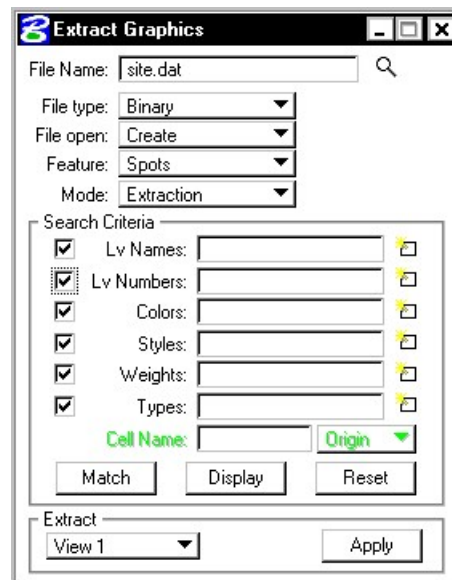 Extract Graphics
File Name: site.dat
File type: Binary
File open: Create
Feature: Spots
Mode: Extraction
Search Criteria
Lv Names:
Lv Numbers:
Colors:
Styles:
Weights:
Types:
Cell Name: Origin
Match Display Reset
Extract
View 1 Apply